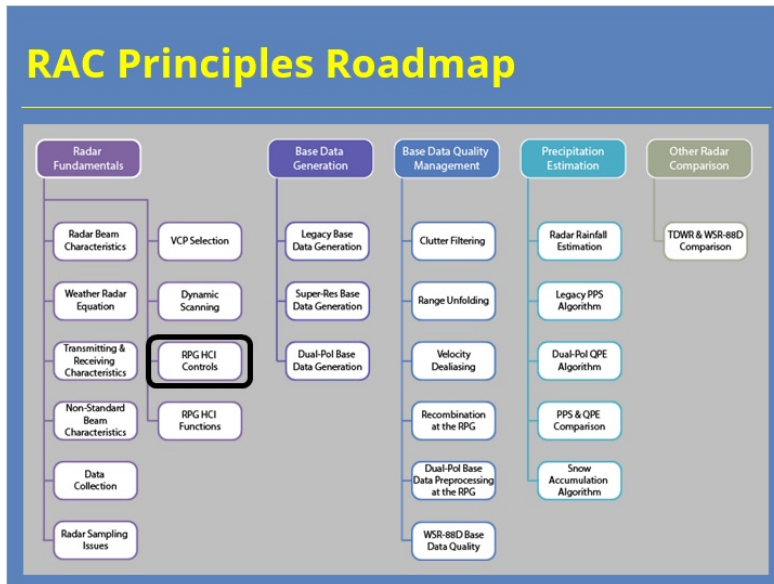 RAC Principles Roadmap
Radar
Fundamentals
Radar Beam
Characteristics
Weather Radar
Equation
Transmitting &
Receiving
Characteristics
Non-Standard
Beam
Characteristics
Data
Collection
Radar Sampling
Issues
VCP Selection
Dynamic
Scanning
RPG HCI
Controls
RPG HCI
Functions
Base Data
Generation
Legacy Base
Data Generation
Super-Res Base
Data Generation
Dual-Pol Base
Data Generation
Base Data Quality
Management
Clutter Filtering
Range Unfolding
Velocity
Dealiasing
Recombination
at the RPG
Dual-Pol Base
Data Preprocessing
at the RPG
WSR-88D Base
Data Quality
Precipitation
Estimation
Radar Rainfall
Estimation
Legacy PPS
Algorithm
Dual-Pol QPE
Algorithm
PPS & QPE
Comparison
Snow
Accumulation
Algorithm
Other Radar
Comparison
TDWR & WSR-88D
Comparison